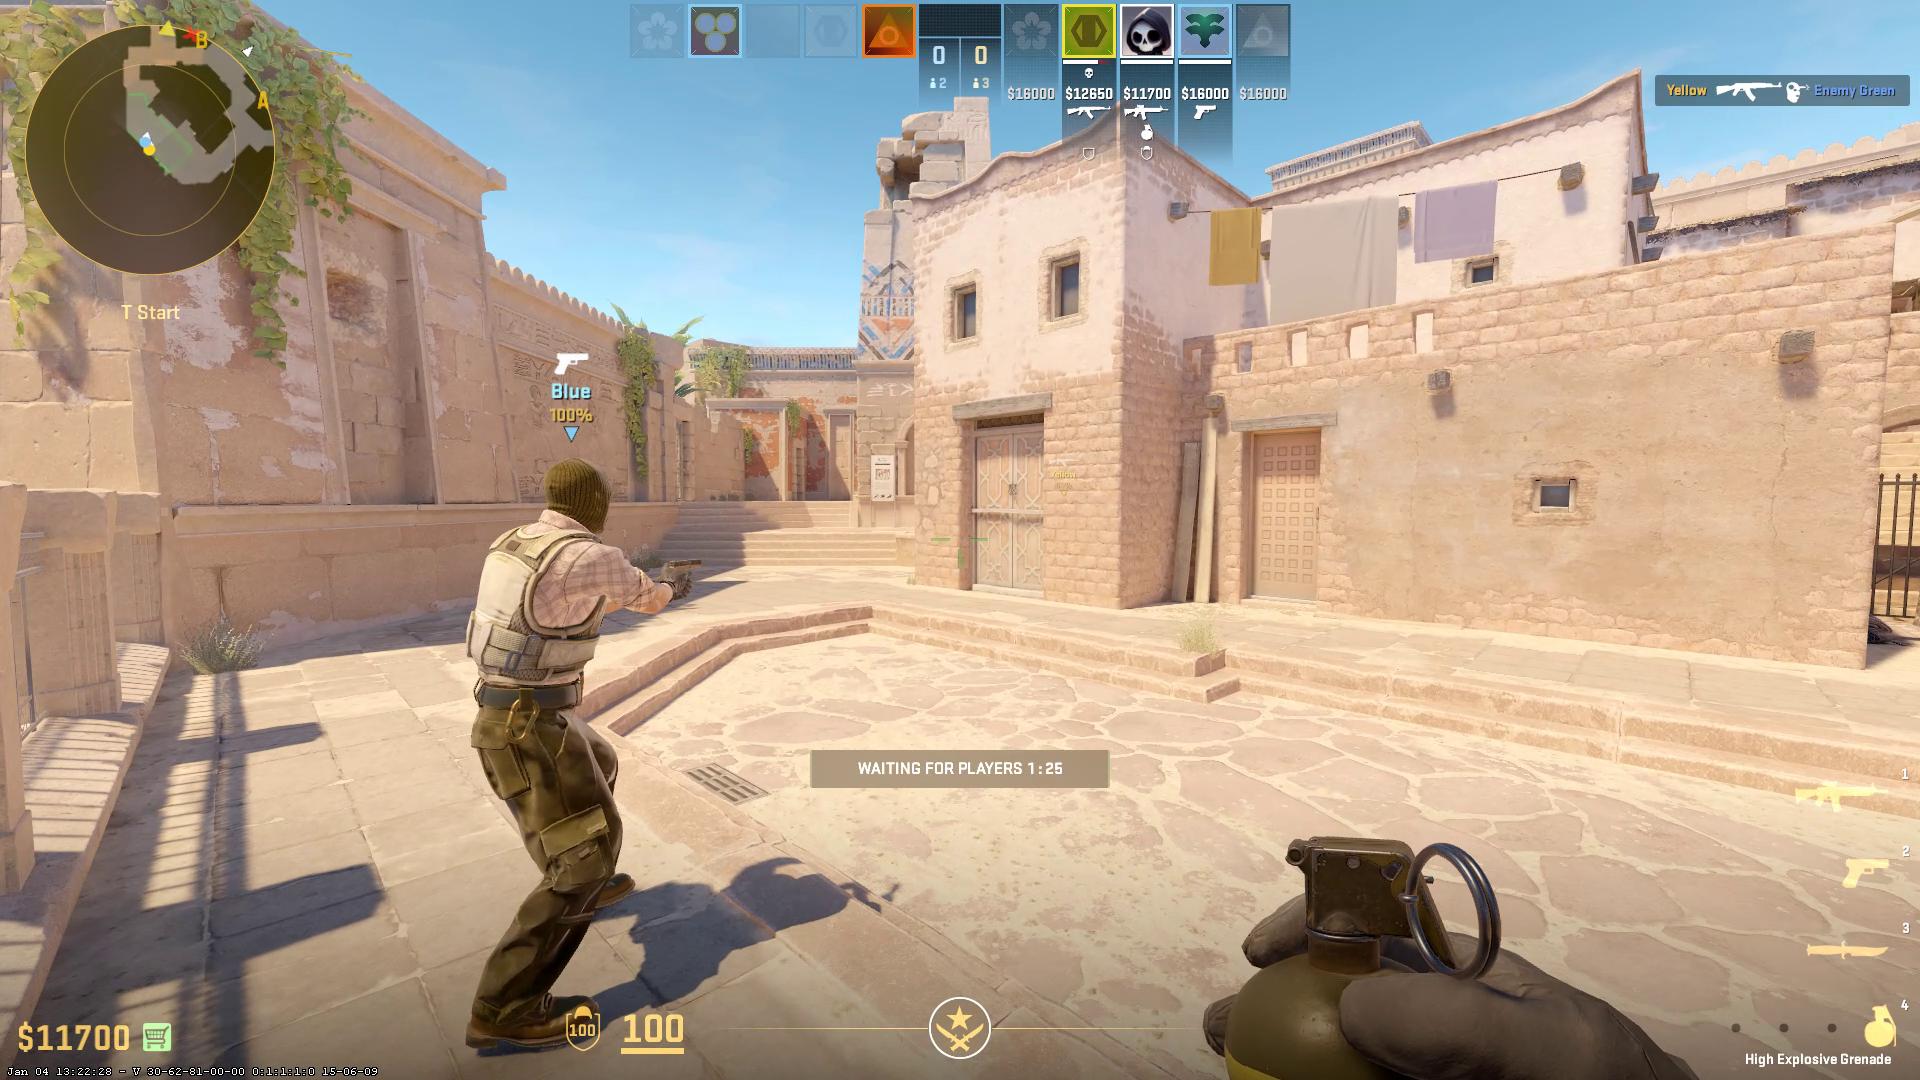 B
A
T Start
0
0
2
3
$16000
$12650
$11700
$16000
$16000
Yellow
Enemy Green
Blue
100%
Yellow
WAITING FOR PLAYERS 1:25
1
2
3
4
High Explosive Grenade
$11700
100
100
Jan 04 13:22:28 - V 30-62-81-00-00 0:1:1:1:0 15-06-09